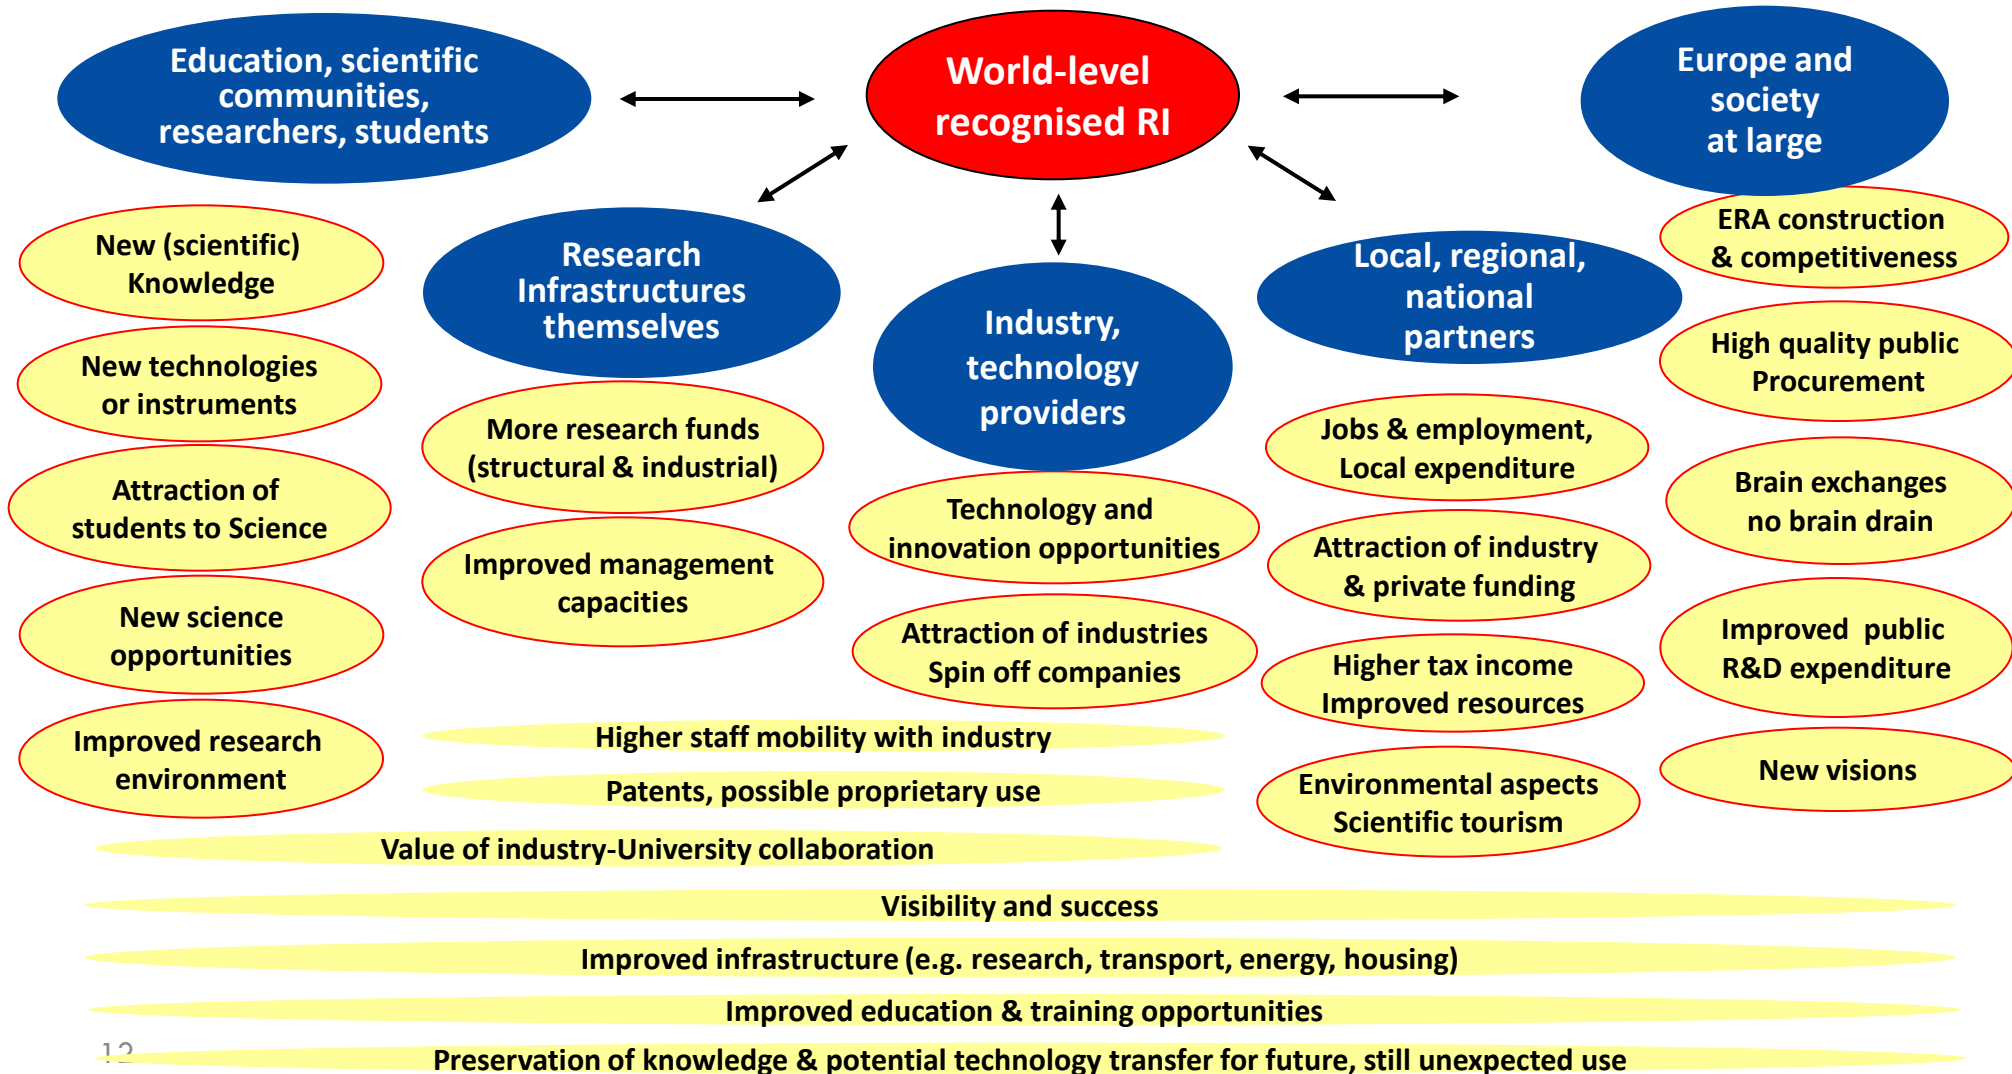 Education, scientific
communities,
researchers, students
World-level
recognised RI
Europe and
society
at large
New (scientific)
Knowledge
New technologies
or instruments
Attraction of
students to Science
New science
opportunities
Improved research
environment
Research
Infrastructures
themselves
More research funds
(structural & industrial)
Improved management
capacities
Industry,
technology
providers
Technology and
innovation opportunities
Attraction of industries
Spin off companies
Local, regional,
national
partners
Jobs & employment,
Local expenditure
Attraction of industry
& private funding
Higher tax income
Improved resources
Environmental aspects
Scientific tourism
ERA construction
& competitiveness
High quality public
Procurement
Brain exchanges
no brain drain
Improved public
R&D expenditure
New visions
Higher staff mobility with industry
Patents, possible proprietary use
Value of industry-University collaboration
Visibility and success
Improved infrastructure (e.g. research, transport, energy, housing)
Improved education & training opportunities
Preservation of knowledge & potential technology transfer for future, still unexpected use
12